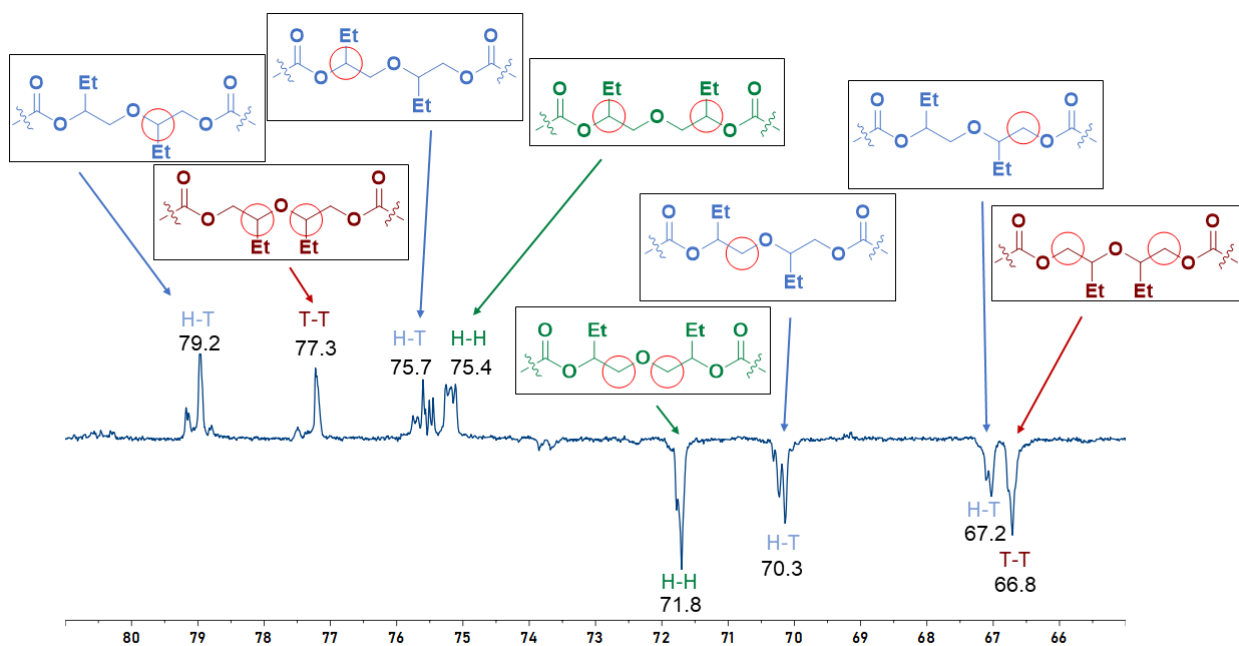 Et
O O
O
O O
Et
O Et O
O
O O
Et
O Et Et O
O O O
O Et O
O
O O
Et
O O
O
O O
Et Et
O Et O
O
O O
Et
O O
O
O O
Et Et
O Et Et O
O
O O
H-T
79.2
T-T
77.3
H-T
75.7
H-H
75.4
H-H
71.8
H-T
70.3
H-T
67.2
T-T
66.8
80 79 78 77 76 75 74 73 72 71 70 69 68 67 66